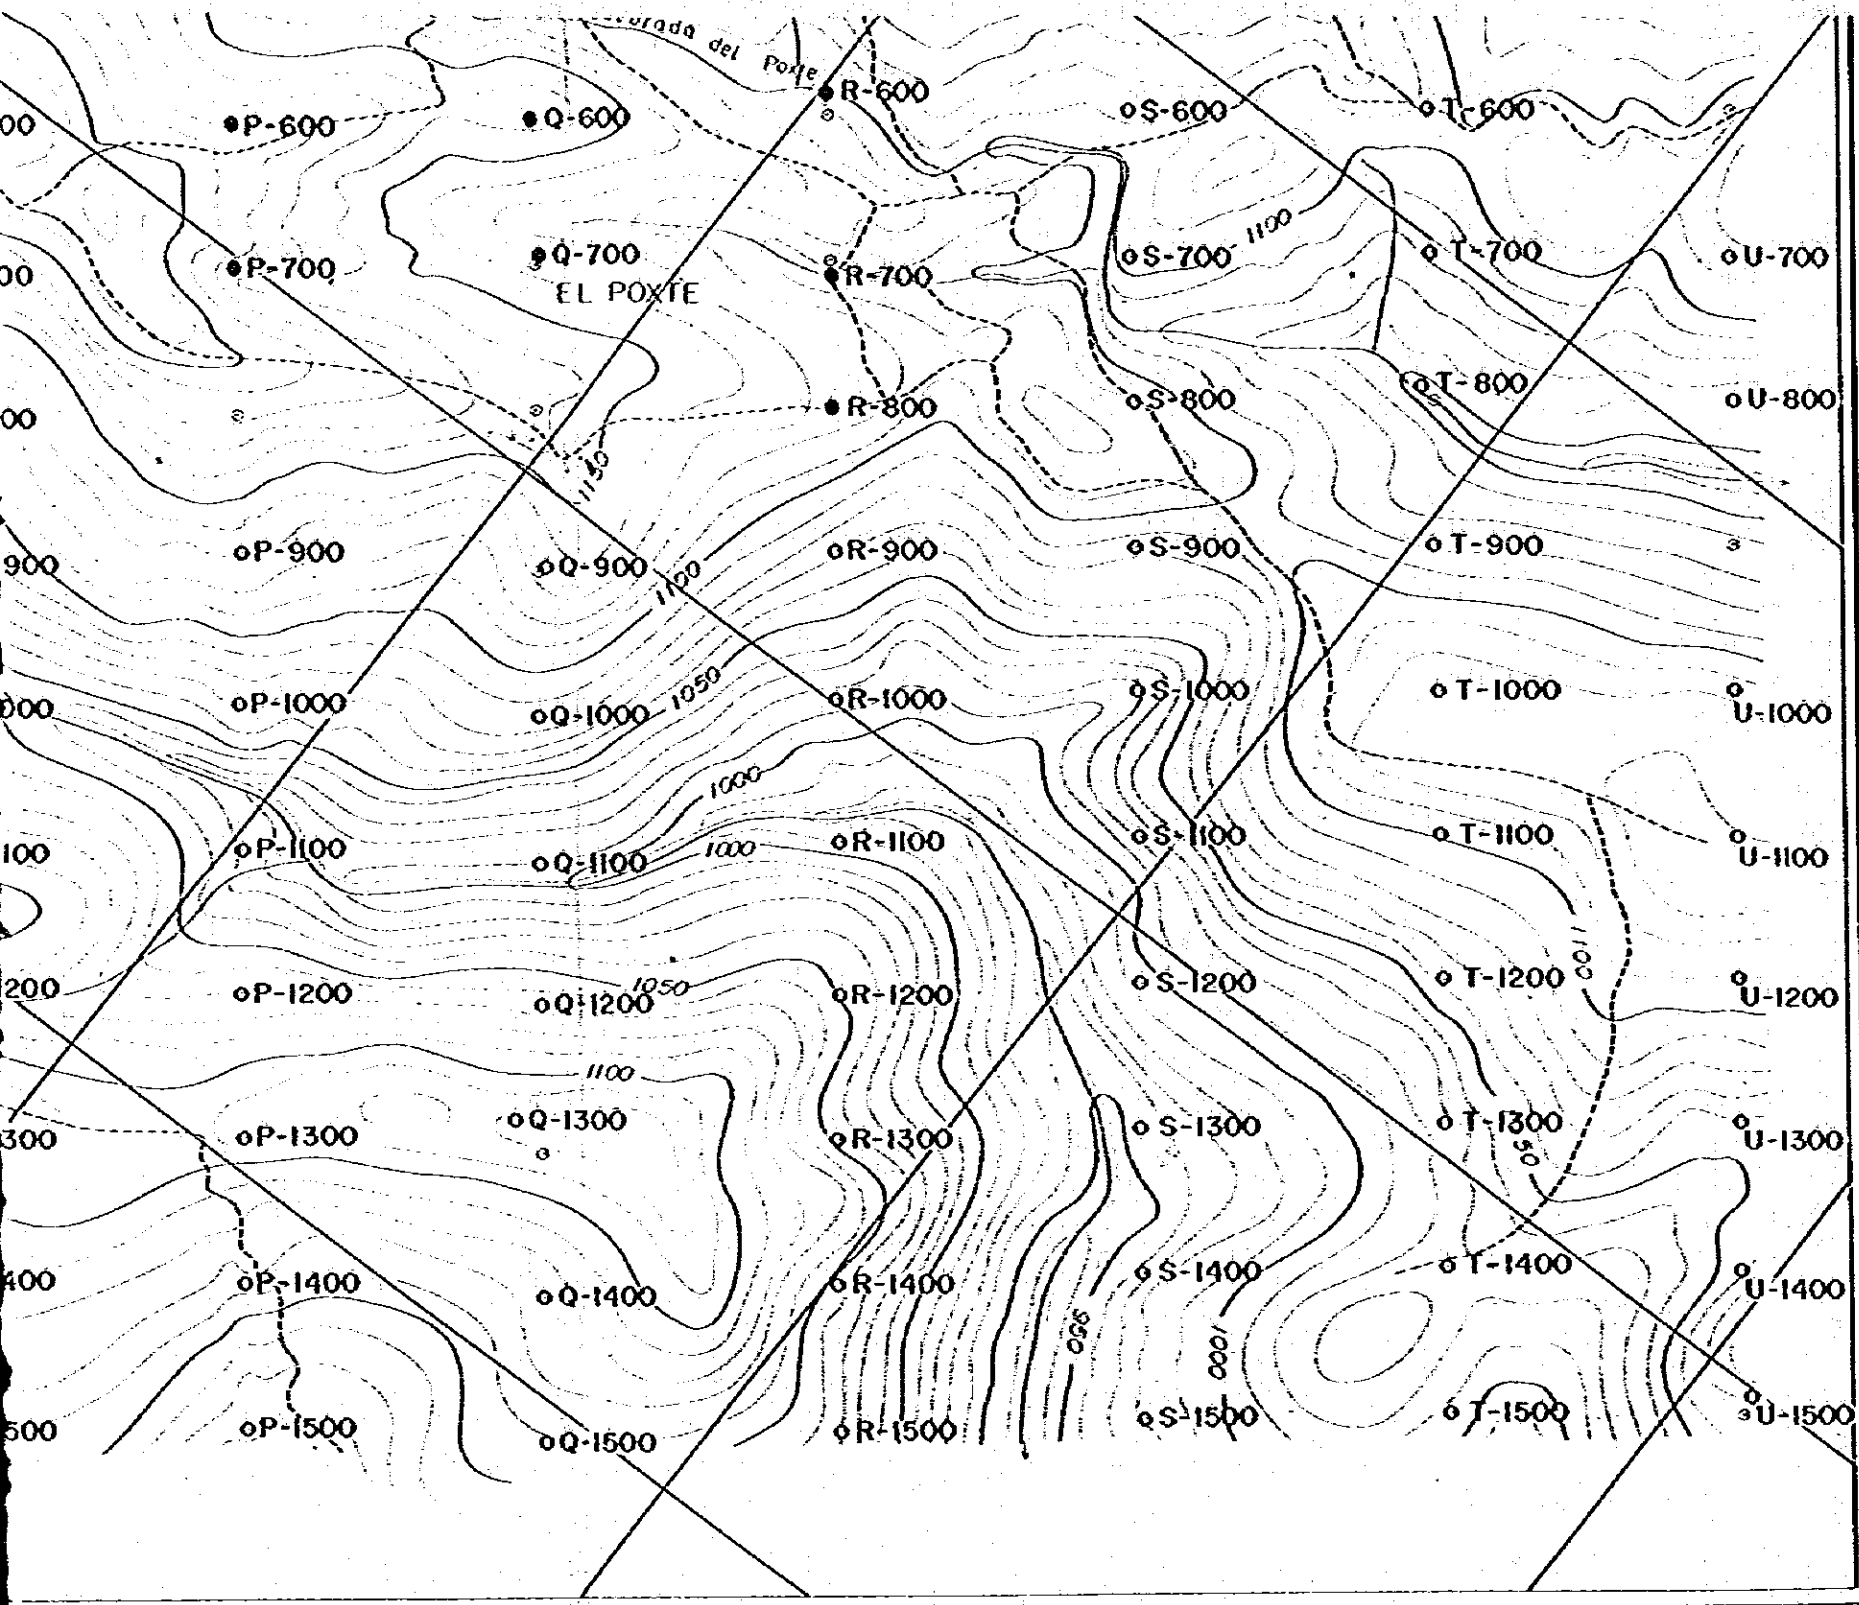 del Poxte
00 P-600 Q-600 R-600 S-600 T-600
1100
00 P-700 Q-700 R-700 S-700 T-700 U-700
EL POXTE
00 R-800 S-800 T-800 U-800
1150
900 P-900 Q-900 R-900 S-900 T-900
1100
000 P-1000 Q-1000 1050 R-1000 S-1000 T-1000 U-1000
1000
100 P-1100 Q-1100 1000 R-1100 S-1100 T-1100 U-1100
1100
200 P-1200 Q-1200 1050 R-1200 S-1200 T-1200 U-1200
1100
300 P-1300 Q-1300 R-1300 S-1300 T-1300 U-1300
50
400 P-1400 Q-1400 R-1400 S-1400 T-1400 U-1400
950 1000
500 P-1500 Q-1500 R-1500 S-1500 T-1500 U-1500